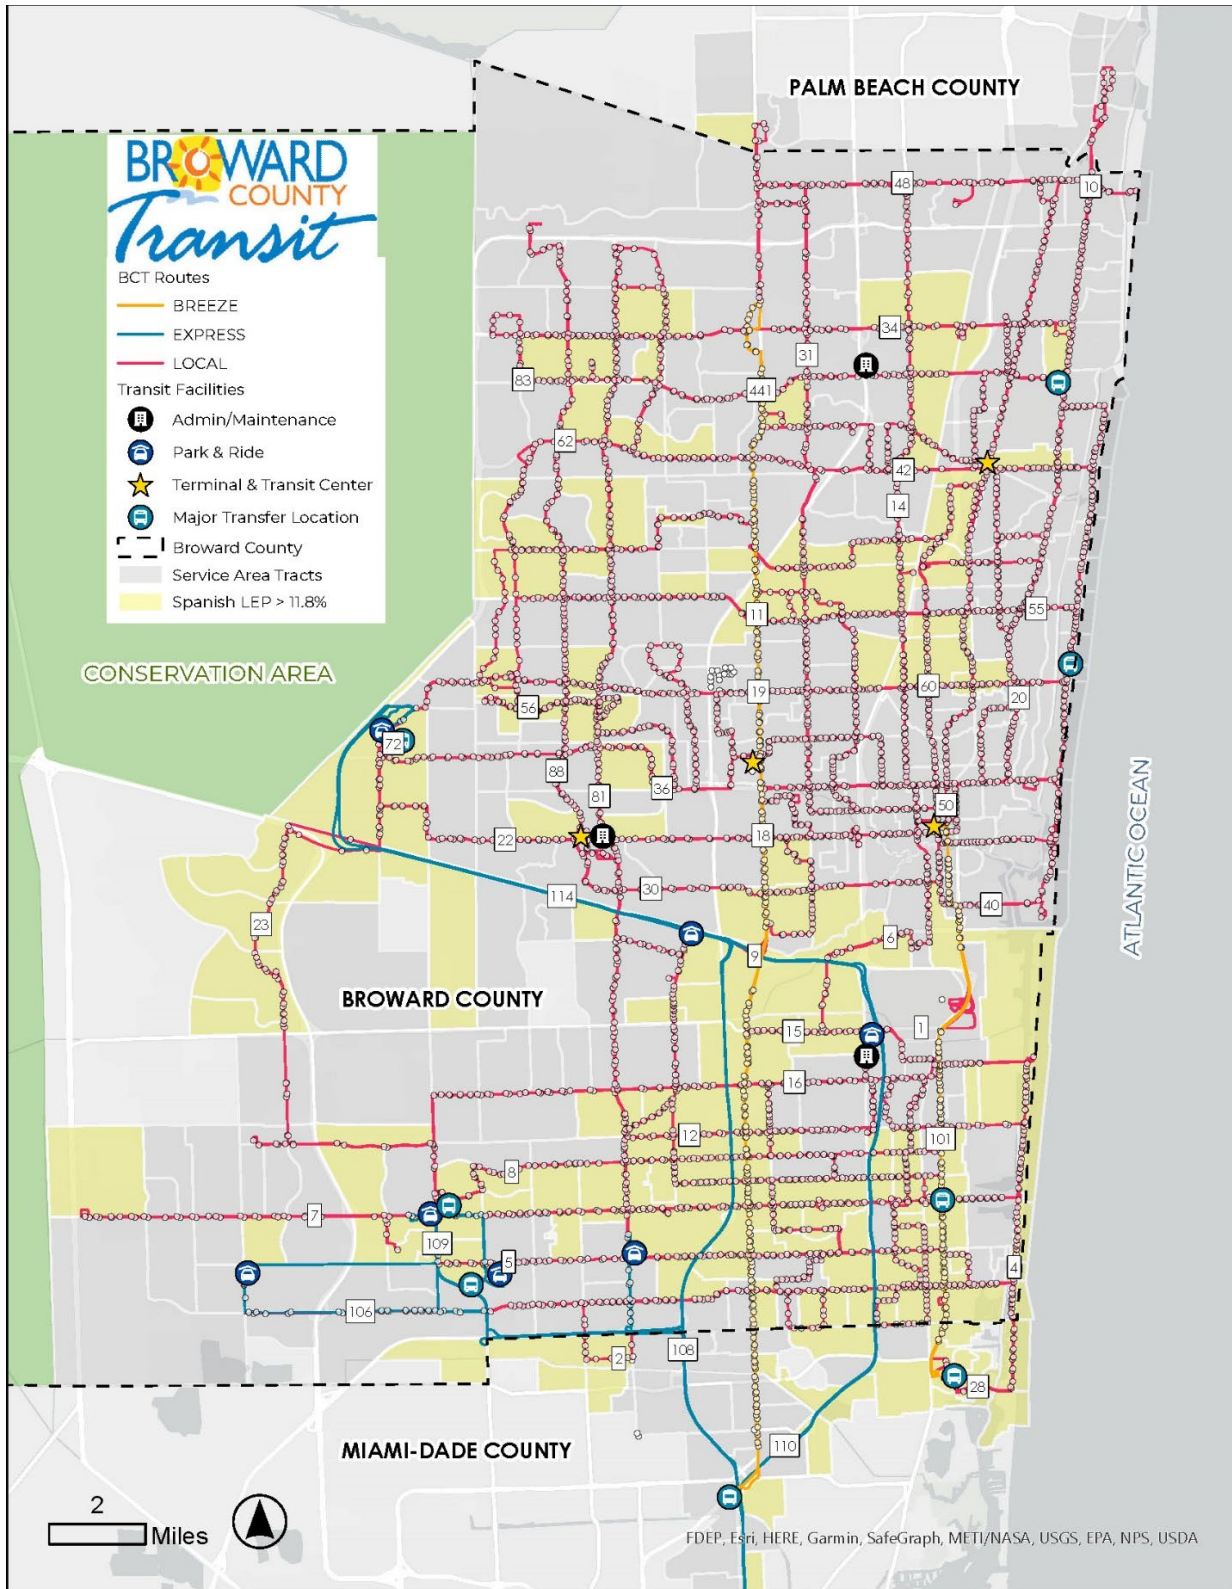 PALM BEACH COUNTY
BROWARD
COUNTY
Transit
BCT Routes
BREEZE
EXPRESS
LOCAL
Transit Facilities
Admin/Maintenance
Park & Ride
Terminal & Transit Center
Major Transfer Location
Broward County
Service Area Tracts
Spanish LEP > 11.8%
48
10
34
31
83
441
62
42
14
11
55
CONSERVATION AREA
19
60
20
56
72
88
36
81
50
22
18
ATLANTIC OCEAN
30
114
40
23
6
9
BROWARD COUNTY
15
1
16
12
101
8
7
109
5
4
106
108
2
28
110
MIAMI-DADE COUNTY
2
Miles
FDEP, Esri, HERE, Garmin, SafeGraph, METI/NASA, USGS, EPA, NPS, USDA